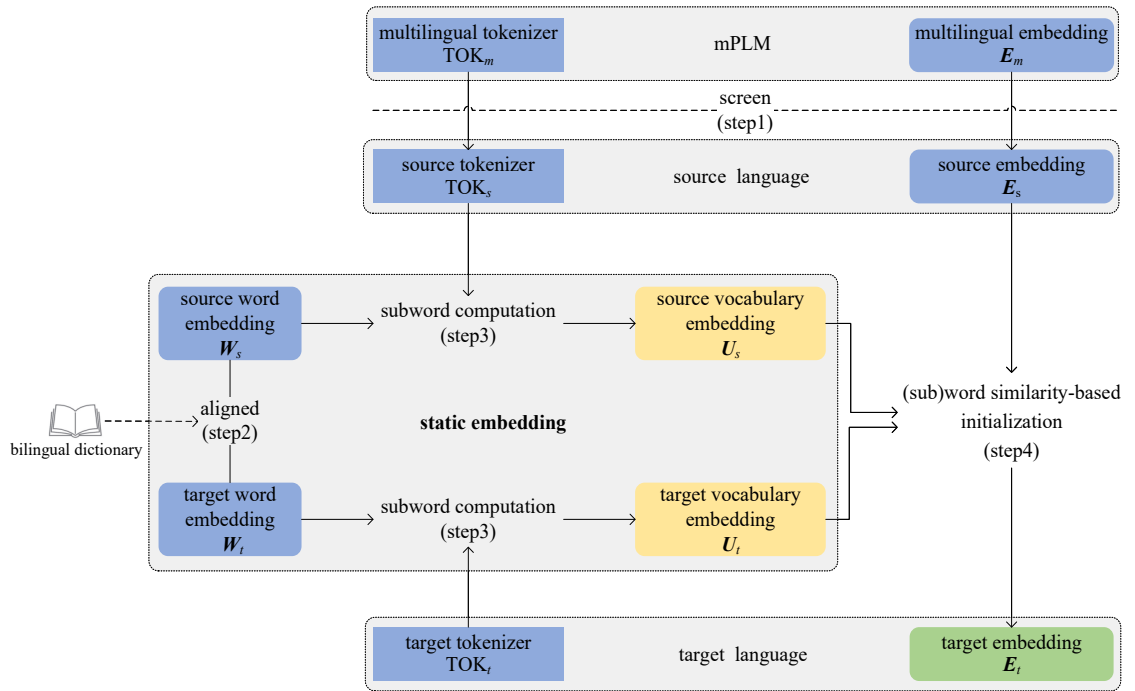 multilingual tokenizer
TOKm
mPLM
multilingual embedding
Em
screen
(step1)
source tokenizer
TOKs
source language
source embedding
Es
source word
embedding
Ws
subword computation
(step3)
source vocabulary
embedding
Us
aligned
(step2)
bilingual dictionary
static embedding
(sub)word similarity-based
initialization
(step4)
target word
embedding
Wt
subword computation
(step3)
target vocabulary
embedding
Ut
target tokenizer
TOKt
target language
target embedding
Et